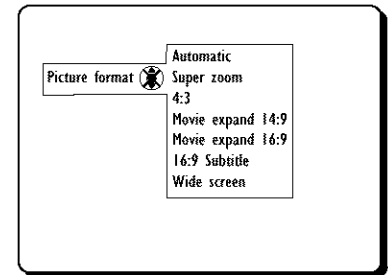 Automatic
Picture format Super zoom
4:3
Movie expand 14:9
Movie expand 16:9
16:9 Subtitle
Wide screen